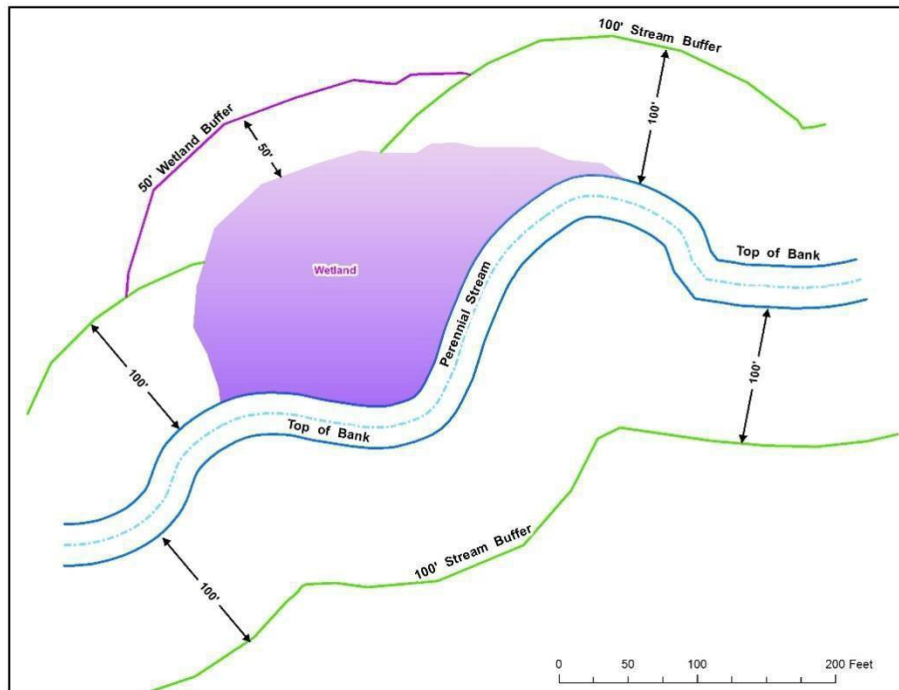 100' Stream Buffer
50' Wetland Buffer
50'
100'
Wetland
Perennial Stream
Top of Bank
100'
100'
Top of Bank
100' Stream Buffer
100'
0 50 100 200 Feet